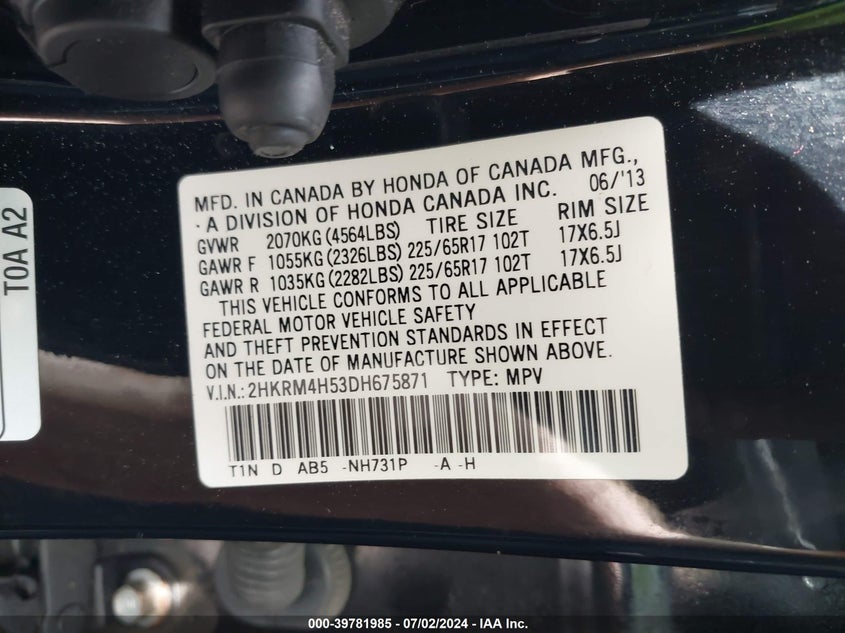 MFD. IN CANADA BY HONDA OF CANADA MFG.,
· A DIVISION OF HONDA CANADA INC. 06/'13
GVWR 2070KG (4564LBS) TIRE SIZE RIM SIZE
GAWR F 1055KG (2326LBS) 225/65R17 102T 17X6.5J
GAWR R 1035KG (2282LBS) 225/65R17 102T 17X6.5J
THIS VEHICLE CONFORMS TO ALL APPLICABLE
FEDERAL MOTOR VEHICLE SAFETY
AND THEFT PREVENTION STANDARDS IN EFFECT
ON THE DATE OF MANUFACTURE SHOWN ABOVE.
V.I.N.: 2HKRM4H53DH675871 TYPE: MPV
T1N D AB5 -NH731P -A -H
T0A A2
000-39781985 - 07/02/2024 - IAA Inc.